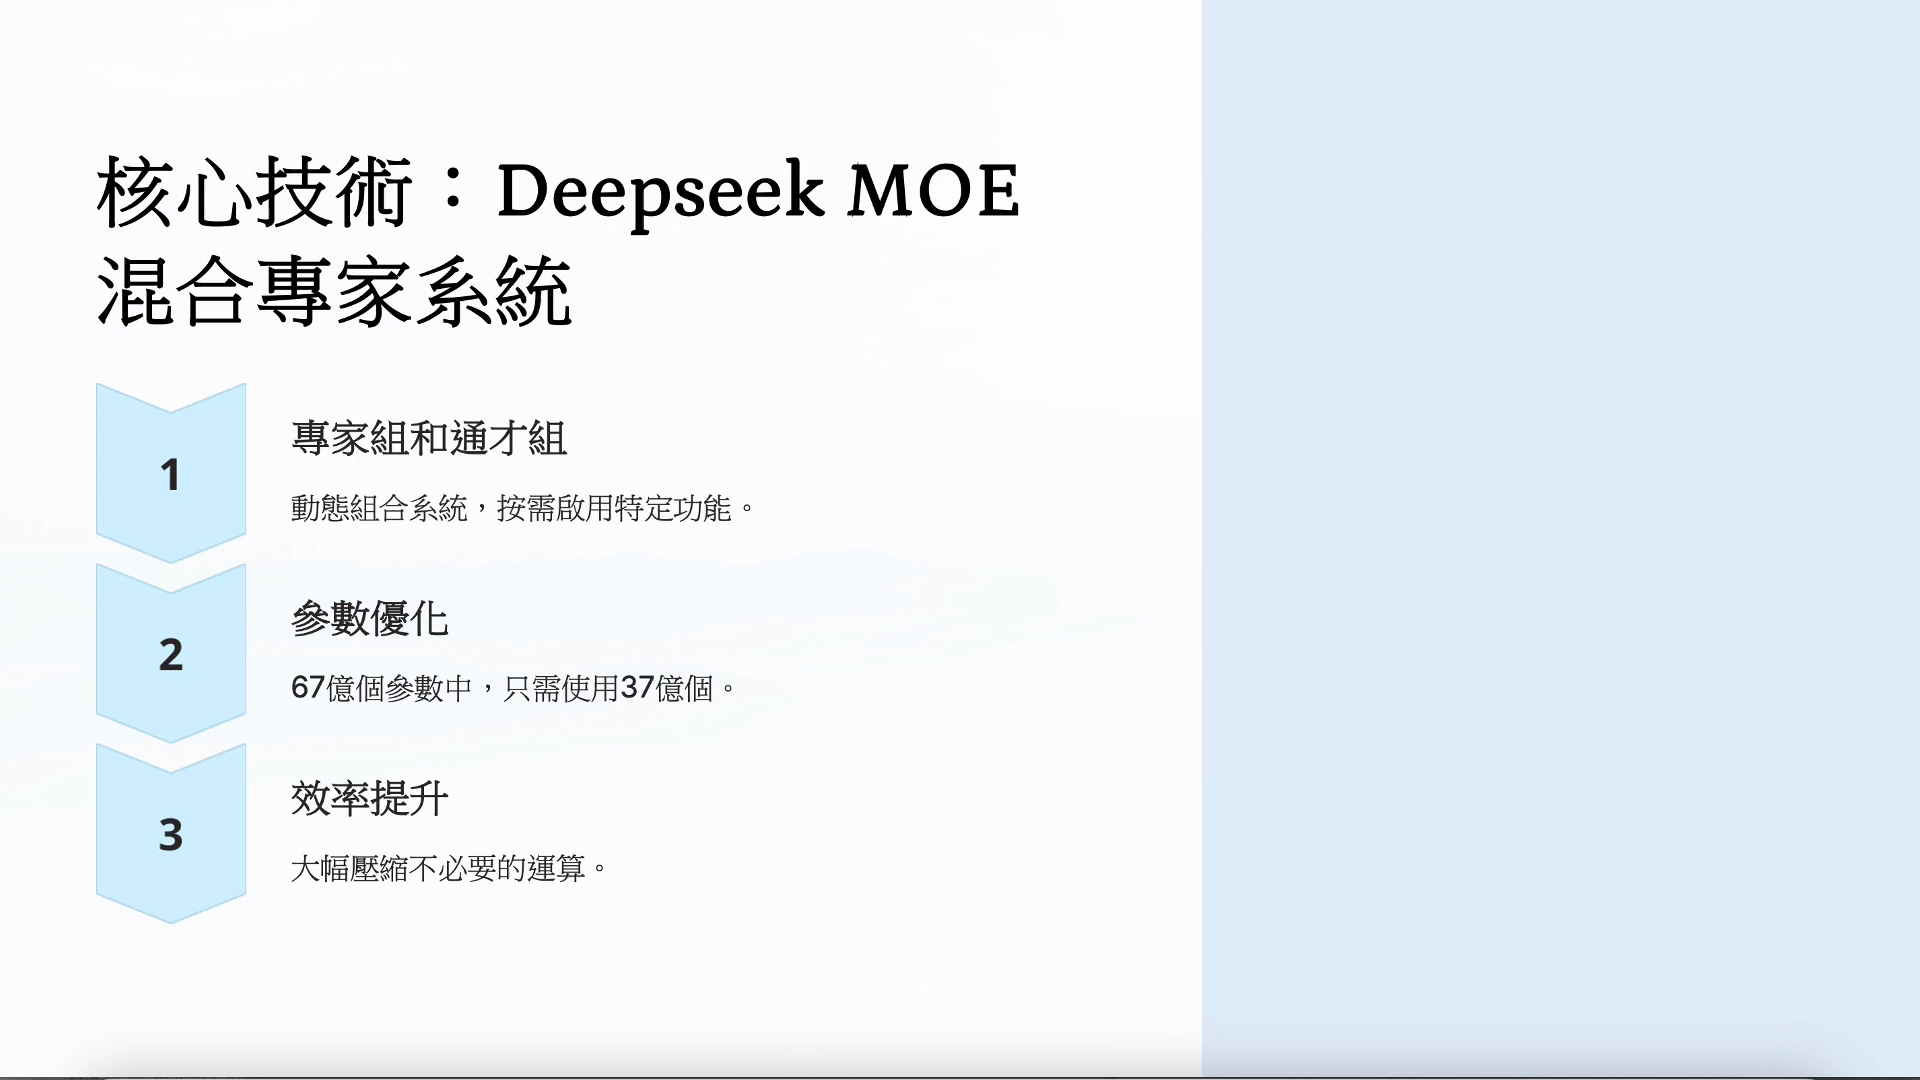 核心技術：Deepseek MOE
混合專家系統
1
專家組和通才組
動態組合系統，按需啟用特定功能。
2
參數優化
67億個參數中，只需使用37億個。
3
效率提升
大幅壓縮不必要的運算。